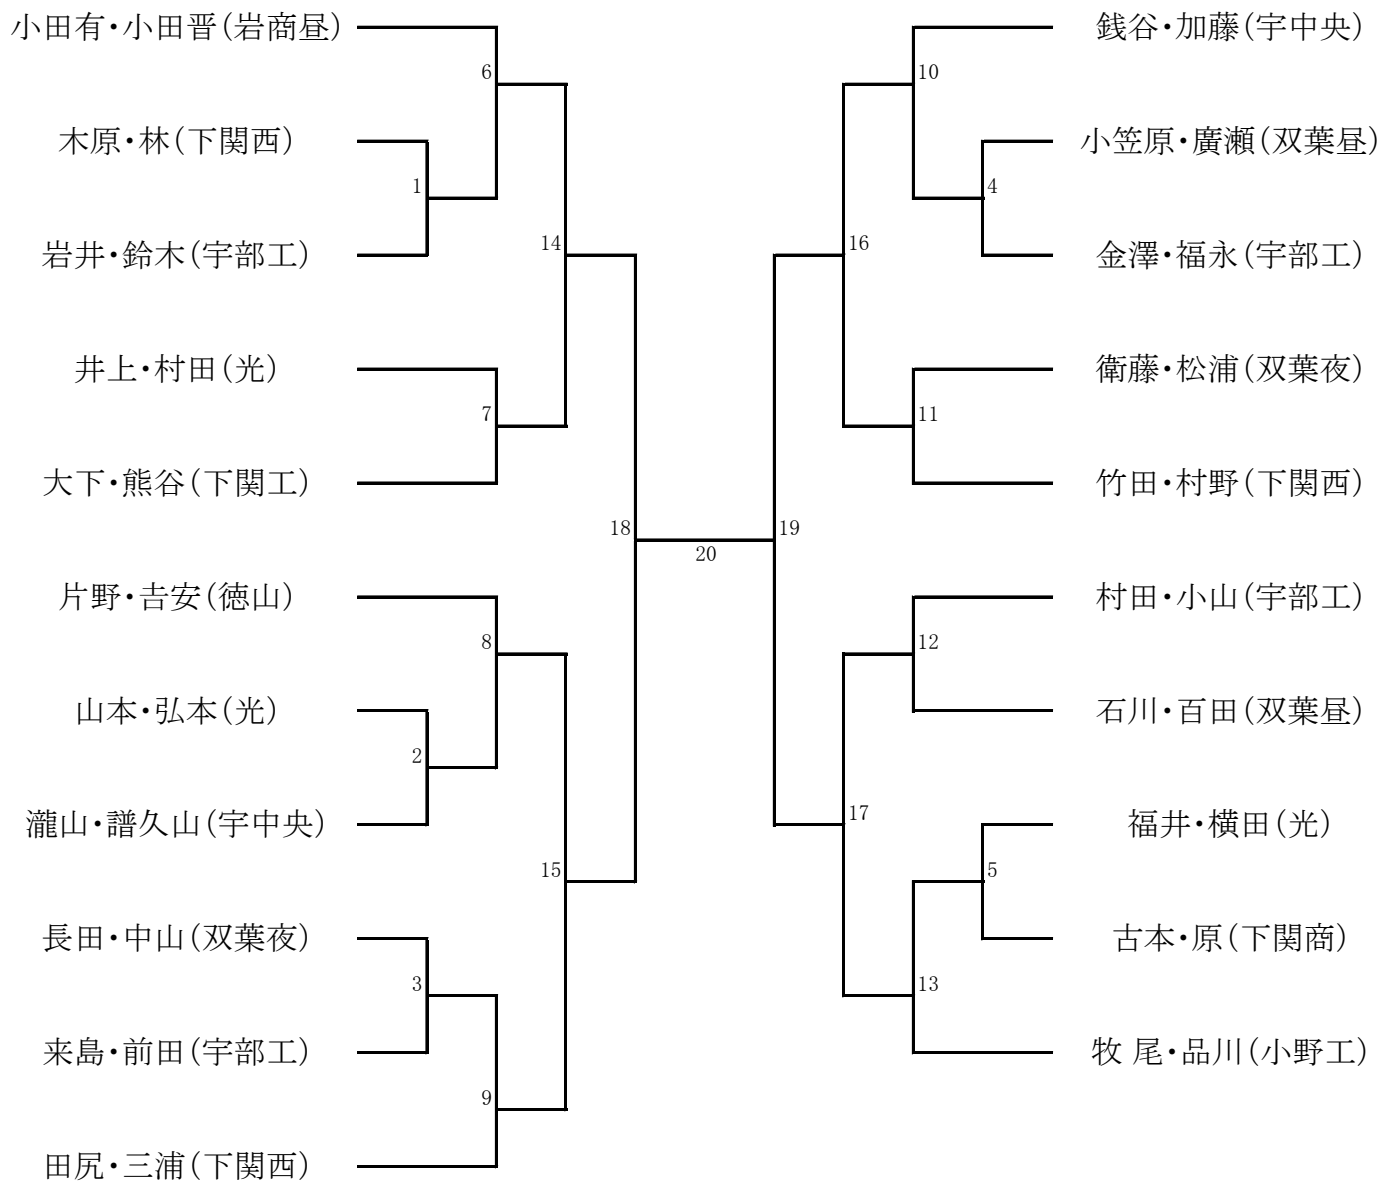 小田有・小田晋(岩商昼)
木原・林(下関西)
岩井・鈴木(宇部工)
井上・村田(光)
大下・熊谷(下関工)
片野・𠮷安(徳山)
山本・弘本(光)
瀧山・譜久山(宇中央)
長田・中山(双葉夜)
来島・前田(宇部工)
田尻・三浦(下関西)
6
1
14
7
18
8
2
15
3
9
20
10
4
16
11
19
12
17
5
13
銭谷・加藤(宇中央)
小笠原・廣瀬(双葉昼)
金澤・福永(宇部工)
衛藤・松浦(双葉夜)
竹田・村野(下関西)
村田・小山(宇部工)
石川・百田(双葉昼)
福井・横田(光)
古本・原(下関商)
牧 尾・品川(小野工)